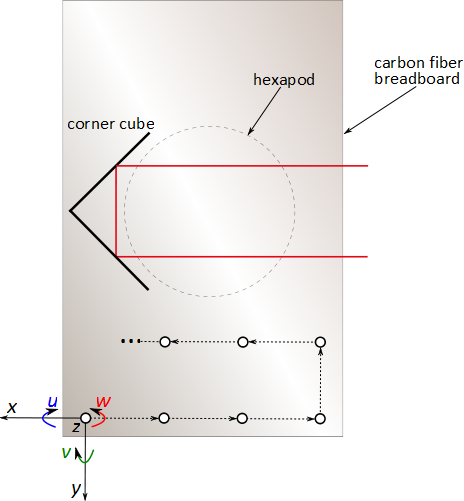 carbon fiber
breadboard
hexapod
corner cube
...
x
u
w
z
v
y